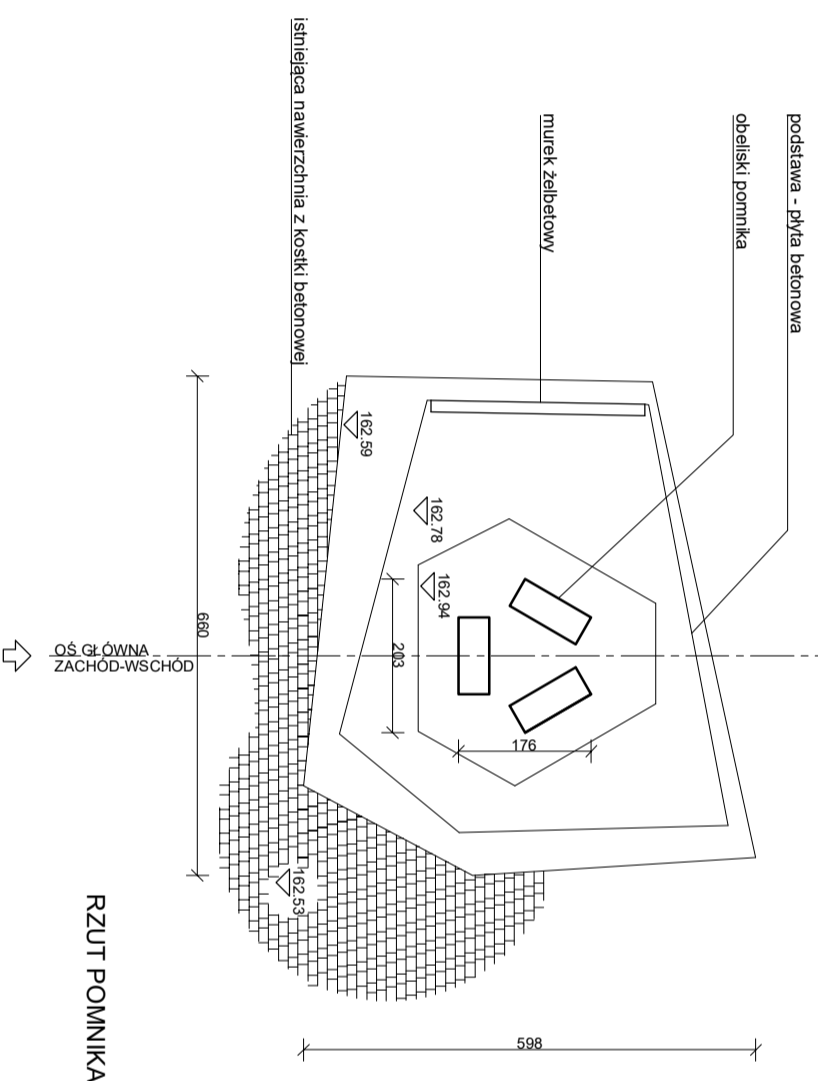 podstawa - płyta betonowa
obeliski pomnika
murek żelbetowy
istniejąca nawierzchnia z kostki betonowej
162.59
162.78
162.94
203
176
660
OŚ GŁÓWNA
ZACHÓD-WSCHÓD
162.53
598
RZUT POMNIKA